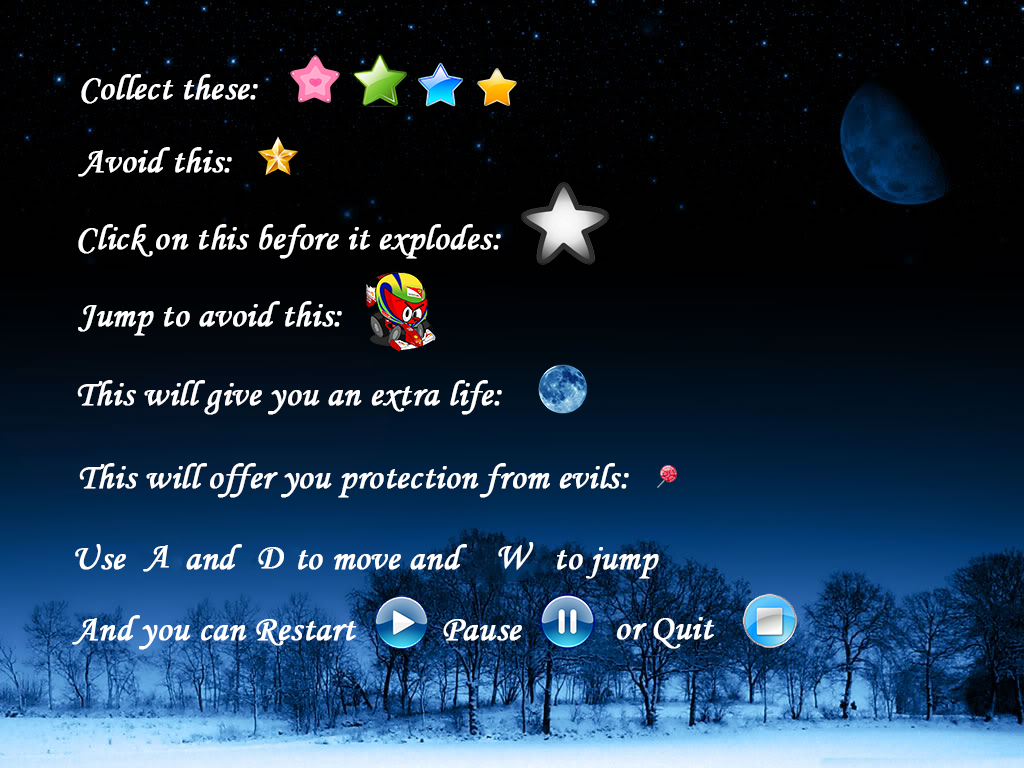 Collect these:
Avoid this:
Click on this before it explodes:
Jump to avoid this:
This will give you an extra life:
This will offer you protection from evils:
Use A and D to move and W to jump
And you can Restart Pause or Quit